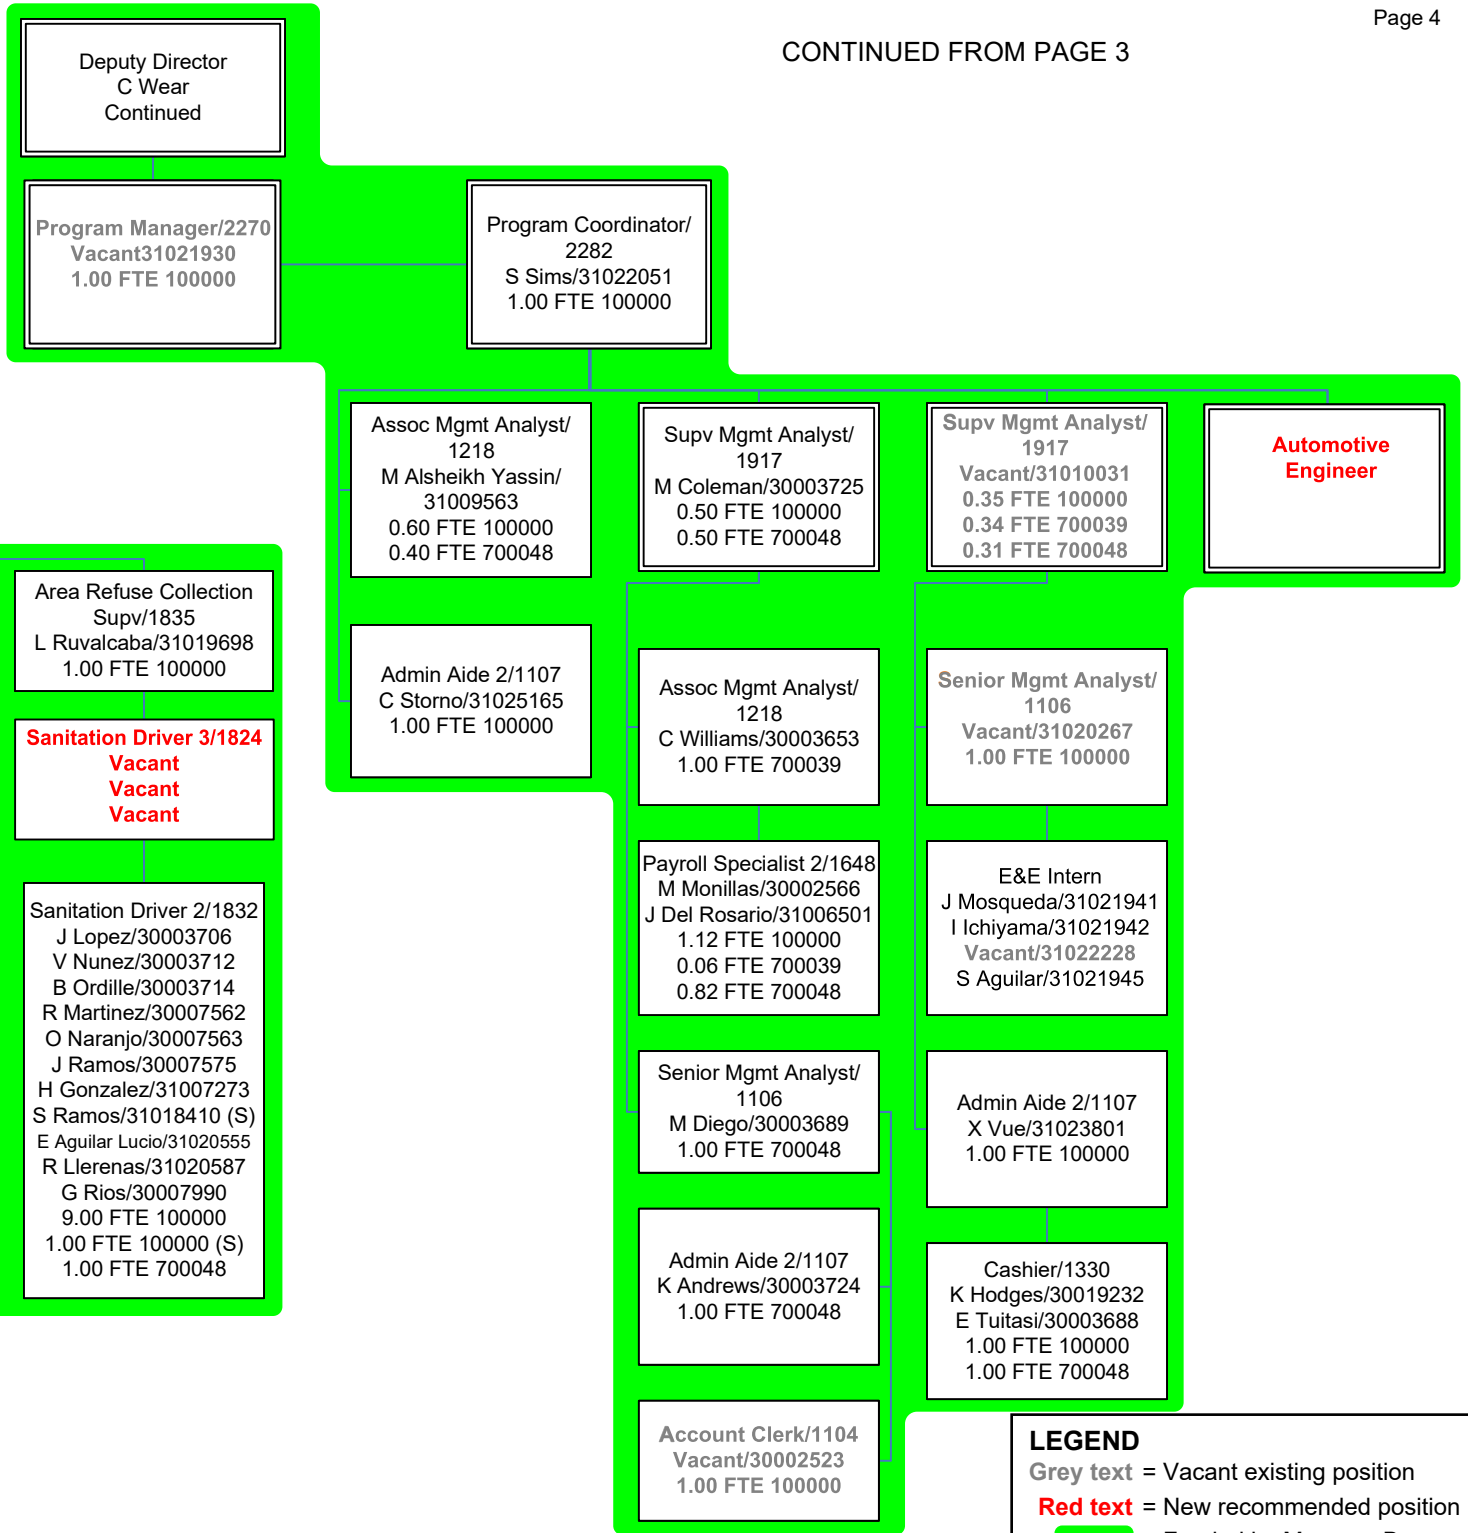 Page 4
CONTINUED FROM PAGE 3
Deputy Director
C Wear
Continued
Program Manager/2270
Vacant31021930
1.00 FTE 100000
Program Coordinator/
2282
S Sims/31022051
1.00 FTE 100000
Assoc Mgmt Analyst/
1218
M Alsheikh Yassin/
31009563
0.60 FTE 100000
0.40 FTE 700048
Supv Mgmt Analyst/
1917
M Coleman/30003725
0.50 FTE 100000
0.50 FTE 700048
Supv Mgmt Analyst/
1917
Vacant/31010031
0.35 FTE 100000
0.34 FTE 700039
0.31 FTE 700048
Automotive
Engineer
Area Refuse Collection
Supv/1835
L Ruvalcaba/31019698
1.00 FTE 100000
Sanitation Driver 3/1824
Vacant
Vacant
Vacant
Sanitation Driver 2/1832
J Lopez/30003706
V Nunez/30003712
B Ordille/30003714
R Martinez/30007562
O Naranjo/30007563
J Ramos/30007575
H Gonzalez/31007273
S Ramos/31018410 (S)
E Aguilar Lucio/31020555
R Llerenas/31020587
G Rios/30007990
9.00 FTE 100000
1.00 FTE 100000 (S)
1.00 FTE 700048
Admin Aide 2/1107
C Storno/31025165
1.00 FTE 100000
Assoc Mgmt Analyst/
1218
C Williams/30003653
1.00 FTE 700039
Payroll Specialist 2/1648
M Monillas/30002566
J Del Rosario/31006501
1.12 FTE 100000
0.06 FTE 700039
0.82 FTE 700048
Senior Mgmt Analyst/
1106
M Diego/30003689
1.00 FTE 700048
Admin Aide 2/1107
K Andrews/30003724
1.00 FTE 700048
Account Clerk/1104
Vacant/30002523
1.00 FTE 100000
Senior Mgmt Analyst/
1106
Vacant/31020267
1.00 FTE 100000
E&E Intern
J Mosqueda/31021941
I Ichiyama/31021942
Vacant/31022228
S Aguilar/31021945
Admin Aide 2/1107
X Vue/31023801
1.00 FTE 100000
Cashier/1330
K Hodges/30019232
E Tuitasi/30003688
1.00 FTE 100000
1.00 FTE 700048
LEGEND
Grey text = Vacant existing position
Red text = New recommended position